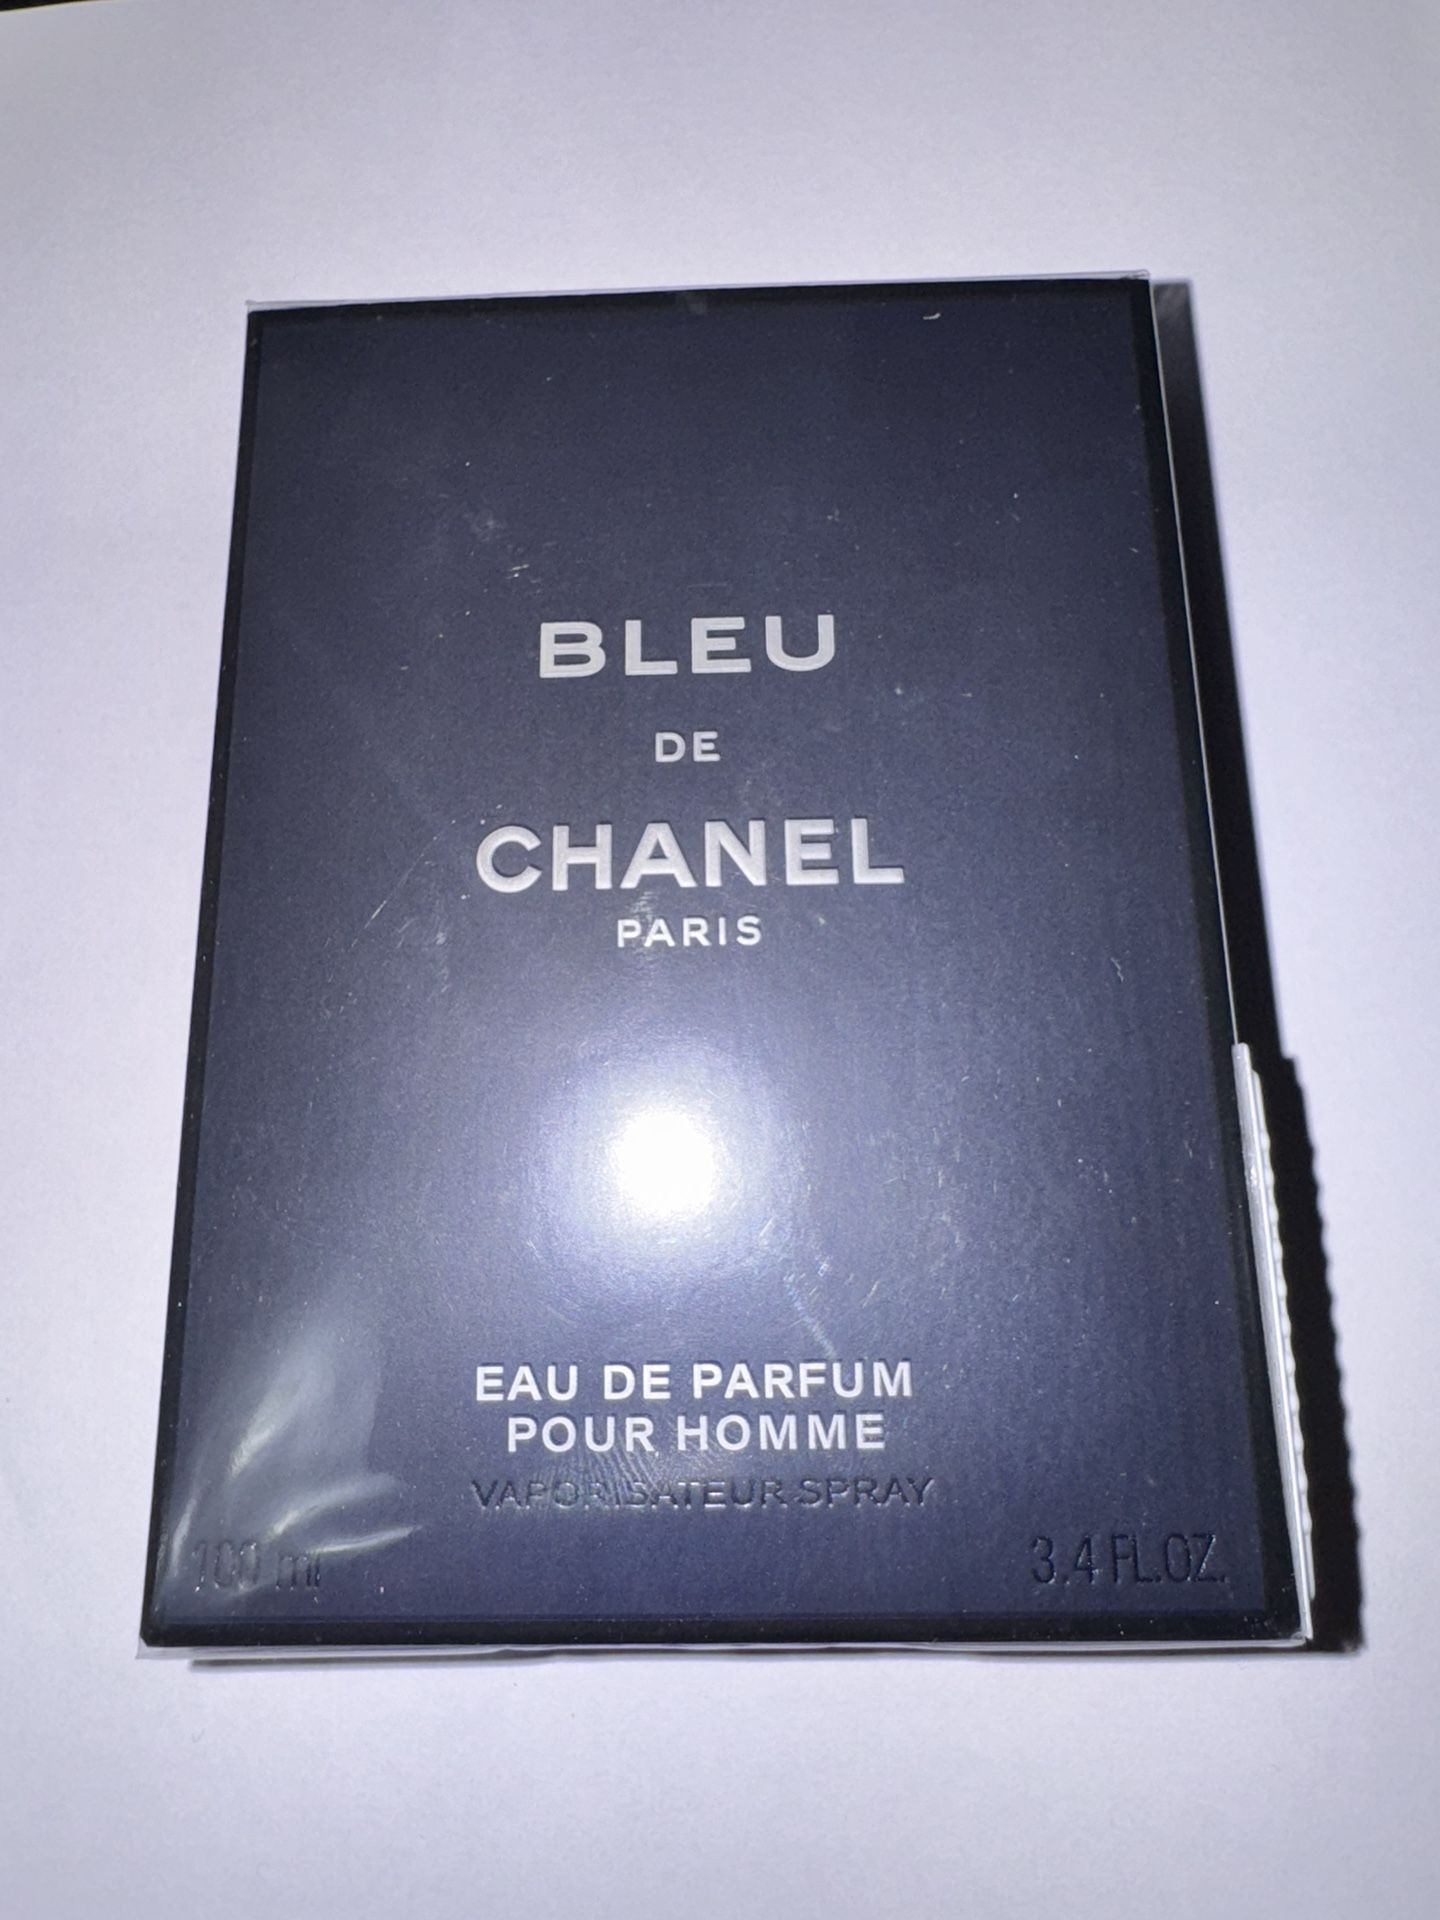 BLEU
DE
CHANEL
PARIS
EAU DE PARFUM
POUR HOMME
VAPORISATEUR SPRAY
100 ml 3.4 FL.OZ.